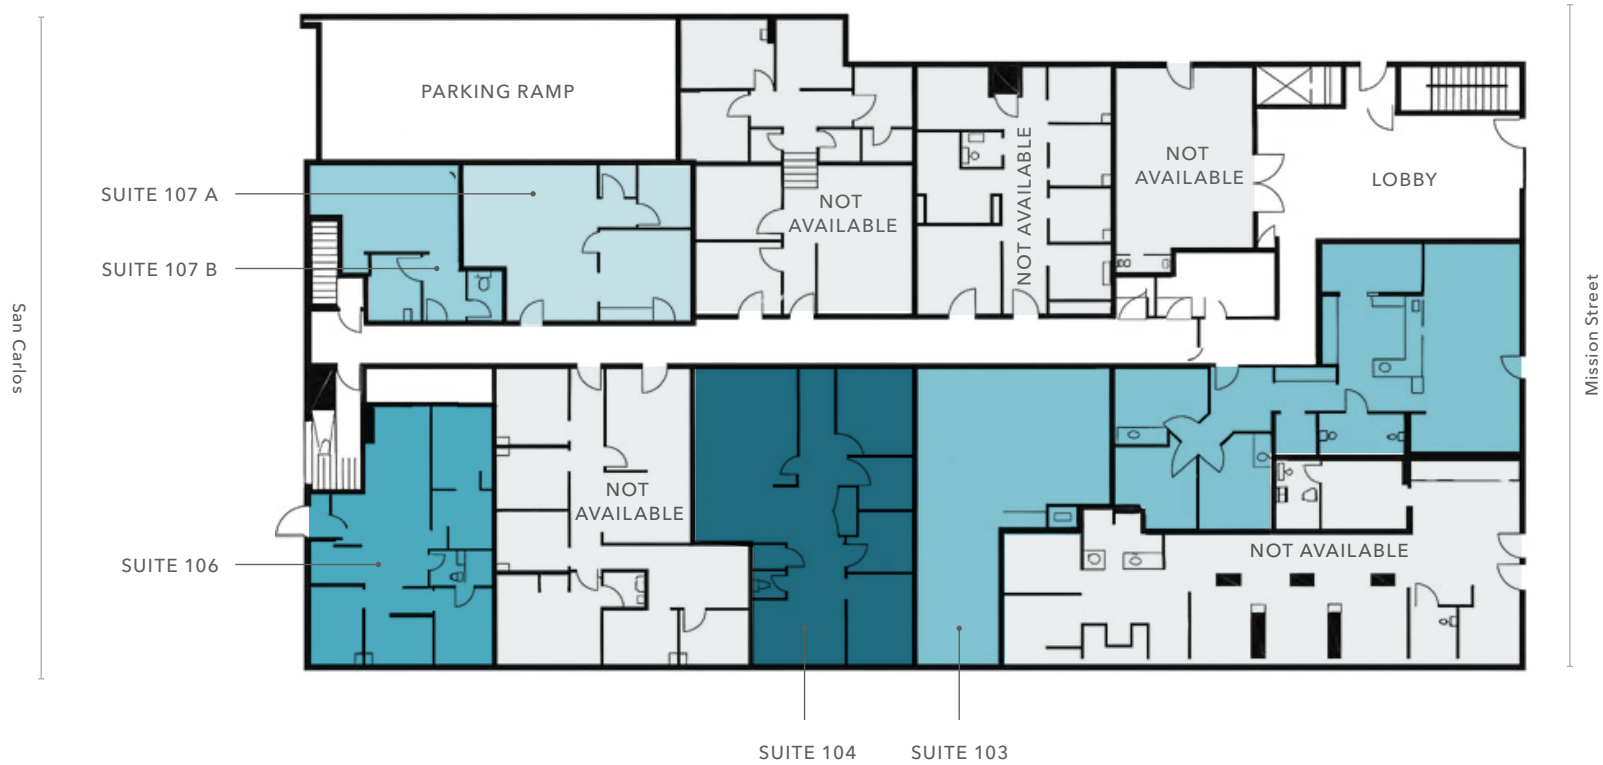 PARKING RAMP
SUITE 107 A
SUITE 107 B
NOT
AVAILABLE
NOT AVAILABLE
NOT
AVAILABLE
LOBBY
San Carlos
Mission Street
NOT
AVAILABLE
NOT AVAILABLE
SUITE 106
SUITE 104
SUITE 103